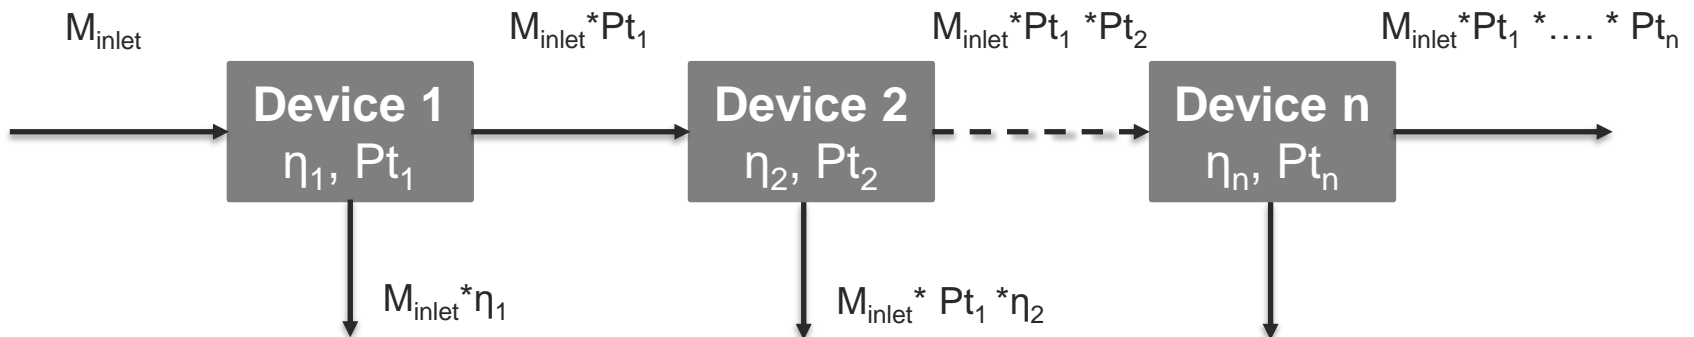 M_inlet
M_inlet*Pt_1
M_inlet*Pt_1 *Pt_2
M_inlet*Pt_1 *....* Pt_n
Device 1
η_1, Pt_1
Device 2
η_2, Pt_2
Device n
η_n, Pt_n
M_inlet*η_1
M_inlet* Pt_1 *η_2